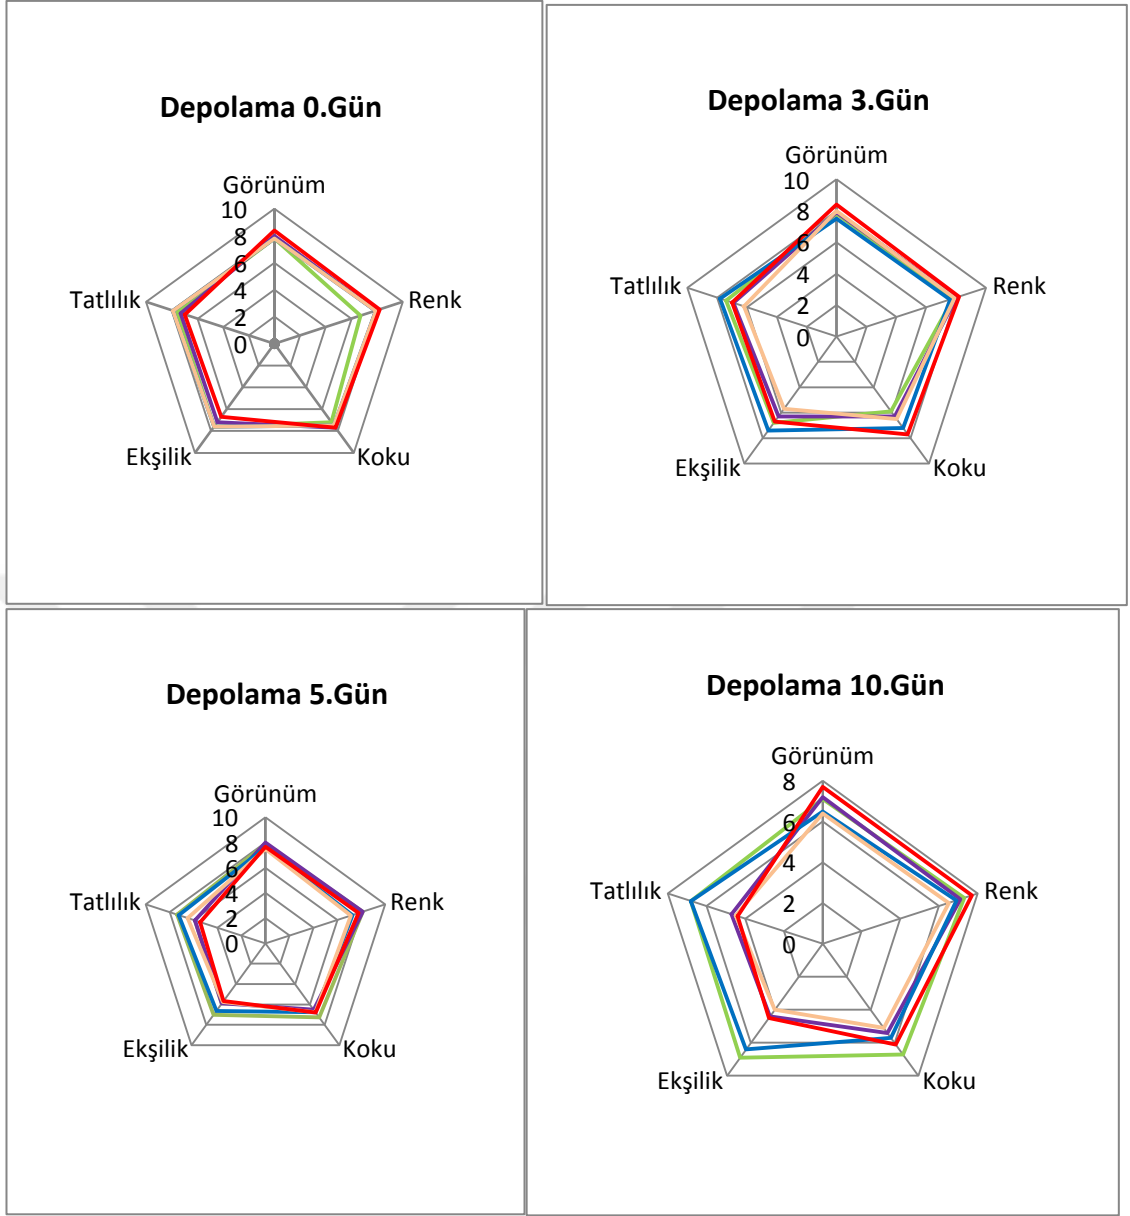 Depolama 0.Gün
Görünüm
10
8
6
4
2
0
Renk
Koku
Ekşilik
Tatlılık
Depolama 3.Gün
Görünüm
10
8
6
4
2
0
Renk
Koku
Ekşilik
Tatlılık
Depolama 5.Gün
Görünüm
10
8
6
4
2
0
Renk
Koku
Ekşilik
Tatlılık
Depolama 10.Gün
Görünüm
8
6
4
2
0
Renk
Koku
Ekşilik
Tatlılık